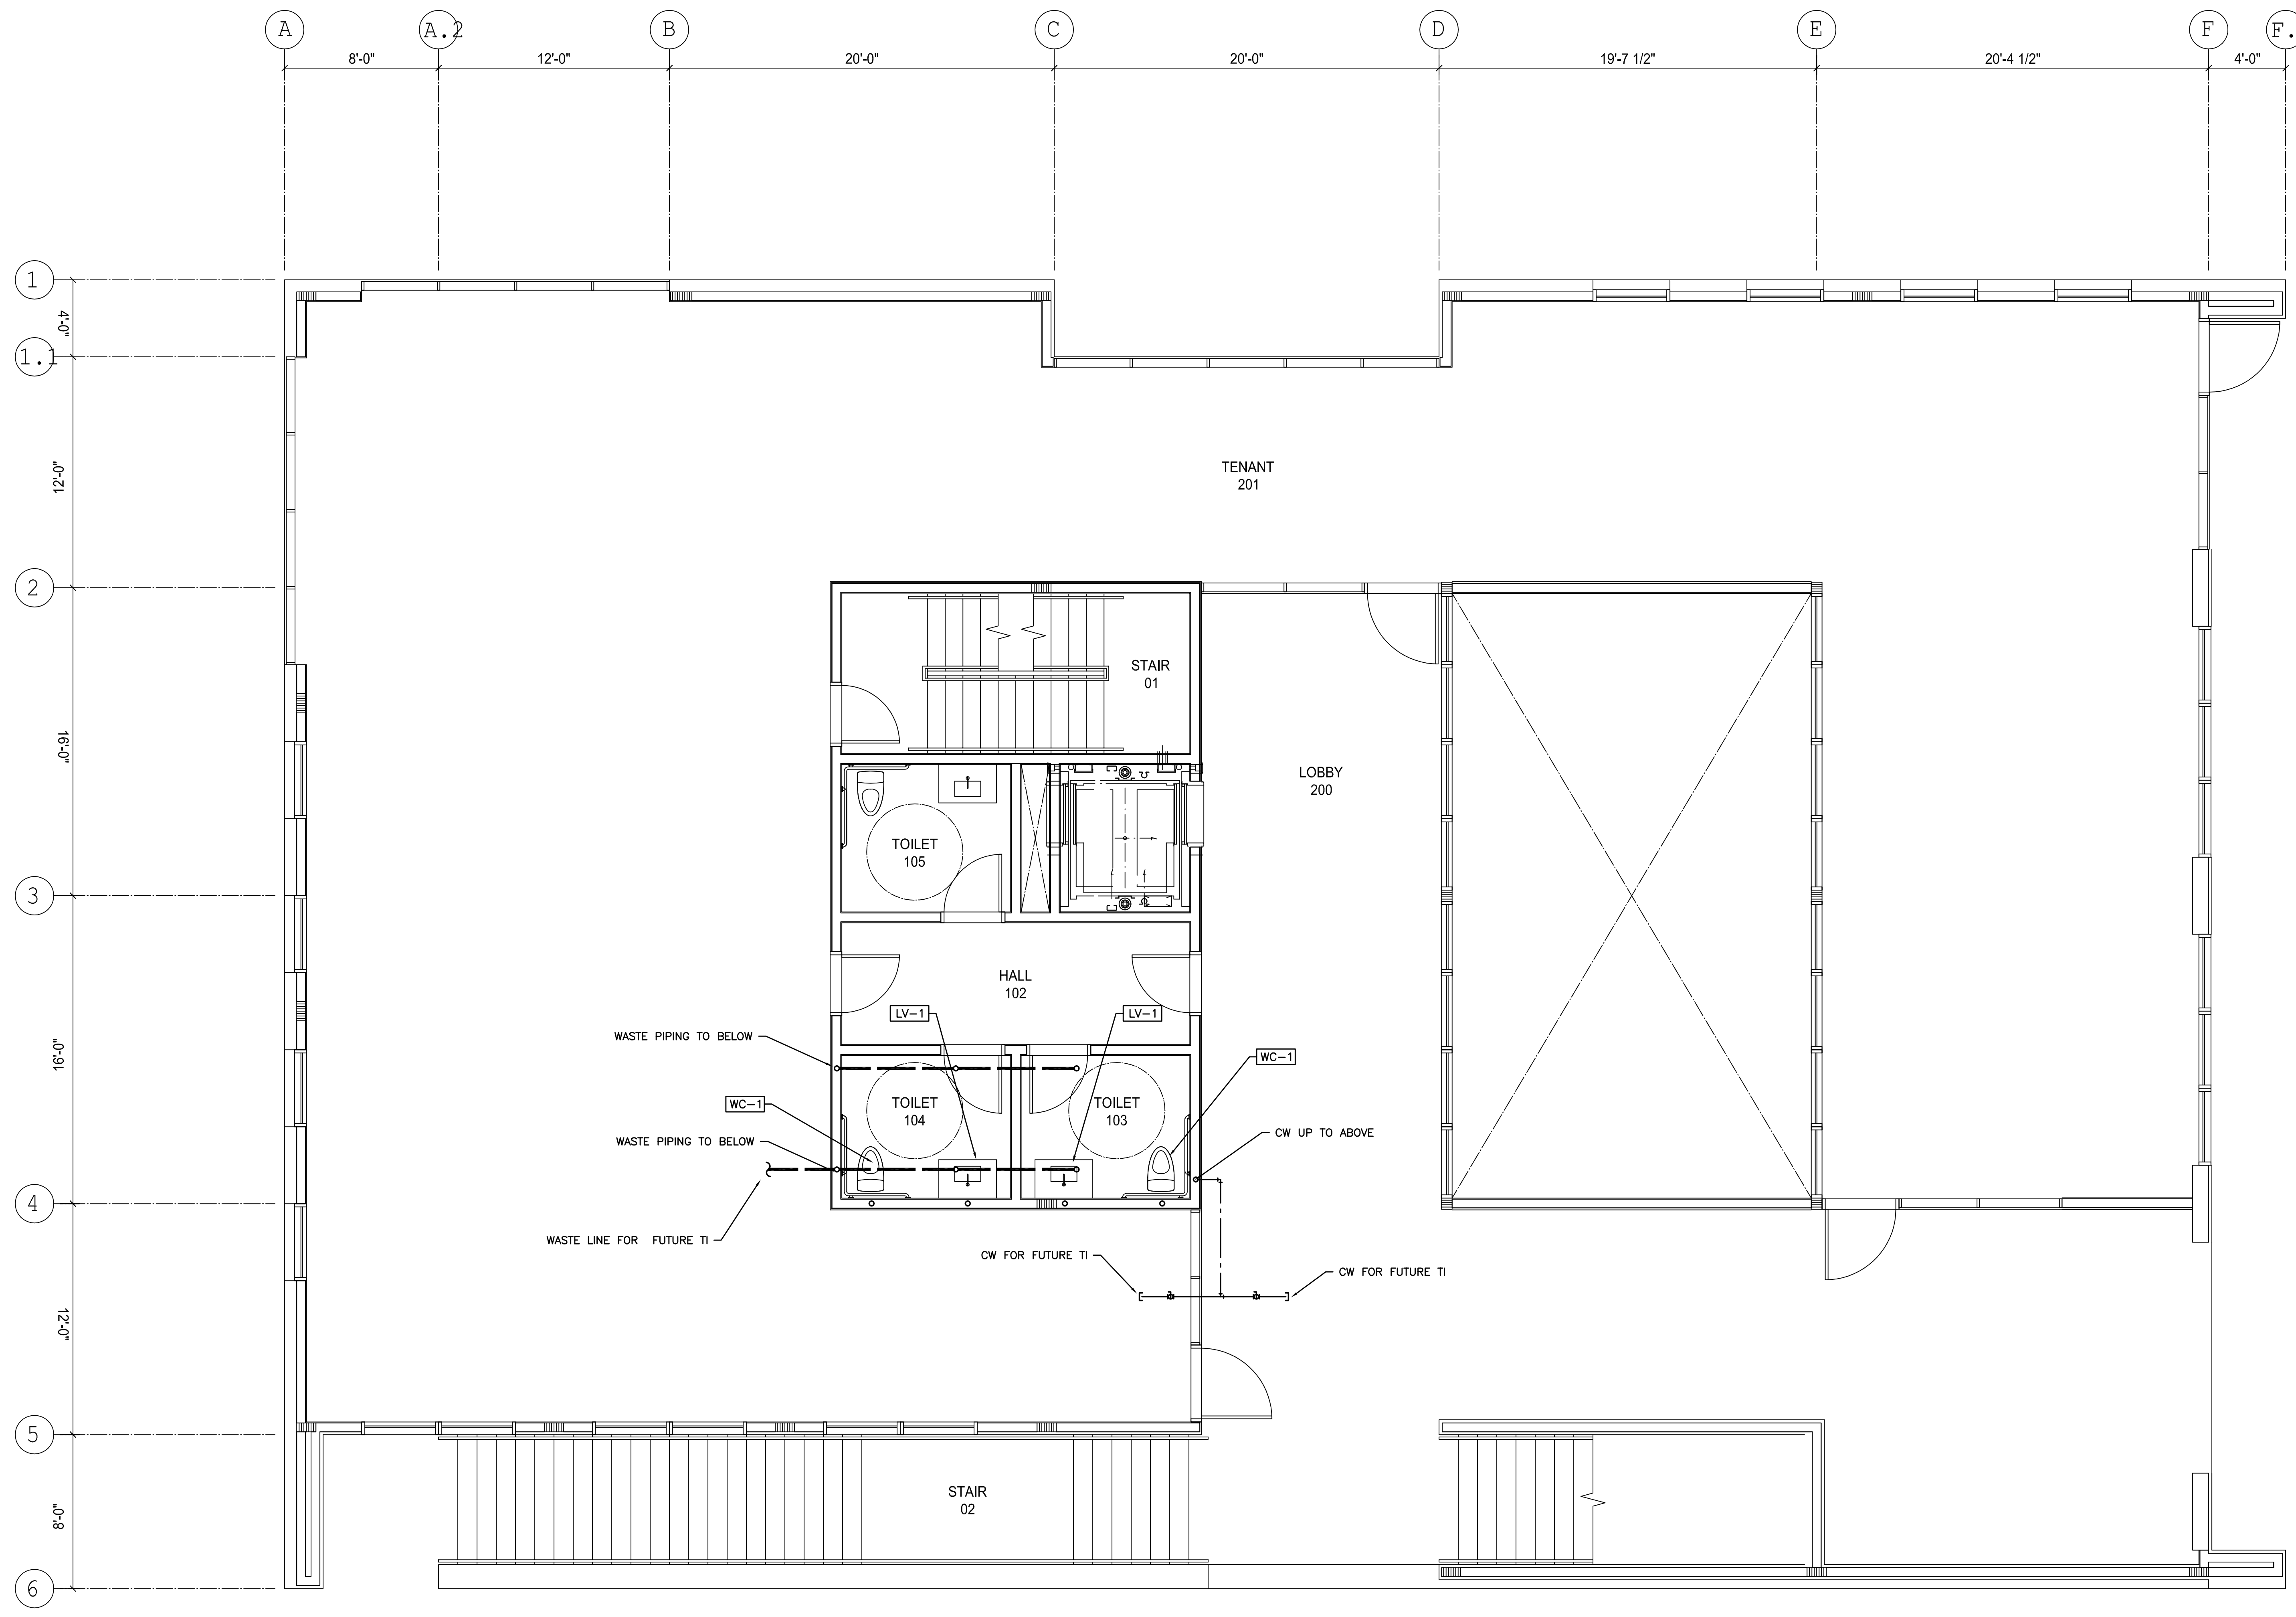 A
A.2
B
C
D
E
F
F.
8'-0"
12'-0"
20'-0"
20'-0"
19'-7 1/2"
20'-4 1/2"
4'-0"
1
4'-0"
1.1
12'-0"
TENANT
201
2
STAIR
01
16'-0"
LOBBY
200
TOILET
105
3
HALL
102
LV-1
LV-1
WASTE PIPING TO BELOW
16'-0"
WC-1
WC-1
TOILET
104
TOILET
103
WASTE PIPING TO BELOW
CW UP TO ABOVE
4
WASTE LINE FOR FUTURE TI
CW FOR FUTURE TI
CW FOR FUTURE TI
12'-0"
5
STAIR
02
8'-0"
6